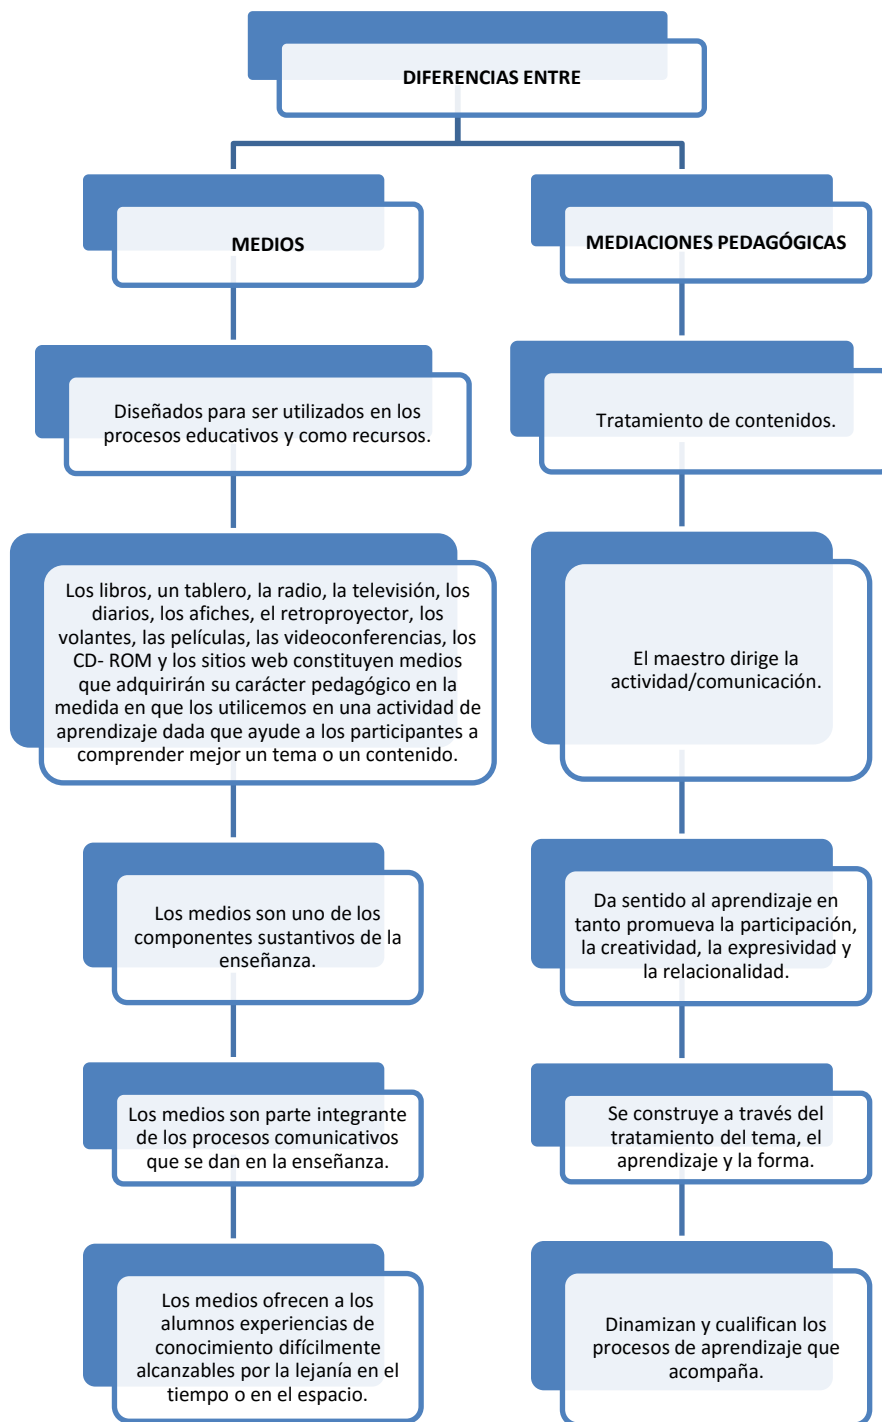 DIFERENCIAS ENTRE
MEDIOS
Diseñados para ser utilizados en los
procesos educativos y como recursos.
Los libros, un tablero, la radio, la televisión, los
diarios, los afiches, el retroproyector, los
volantes, las películas, las videoconferencias, los
CD- ROM y los sitios web constituyen medios
que adquirirán su carácter pedagógico en la
medida en que los utilicemos en una actividad de
aprendizaje dada que ayude a los participantes a
comprender mejor un tema o un contenido.
Los medios son uno de los
componentes sustantivos de la
enseñanza.
Los medios son parte integrante
de los procesos comunicativos
que se dan en la enseñanza.
Los medios ofrecen a los
alumnos experiencias de
conocimiento difícilmente
alcanzables por la lejanía en el
tiempo o en el espacio.
MEDIACIONES PEDAGÓGICAS
Tratamiento de contenidos.
El maestro dirige la
actividad/comunicación.
Da sentido al aprendizaje en
tanto promueva la participación,
la creatividad, la expresividad y
la relacionalidad.
Se construye a través del
tratamiento del tema, el
aprendizaje y la forma.
Dinamizan y cualifican los
procesos de aprendizaje que
acompaña.